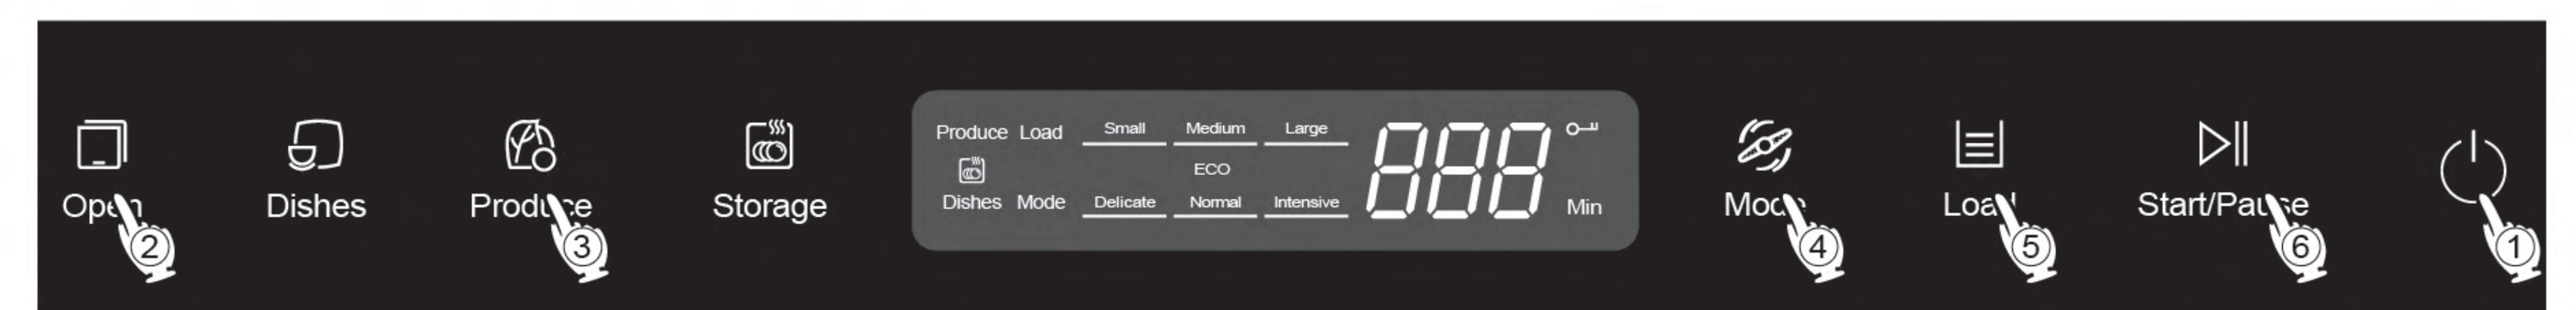 Open
Dishes
Produce
Storage
Produce Load Small Medium Large
ECO
Dishes Mode Delicate Normal Intensive
888
Min
Mode
Load
Start/Pause
②
③
④
⑤
⑥
①